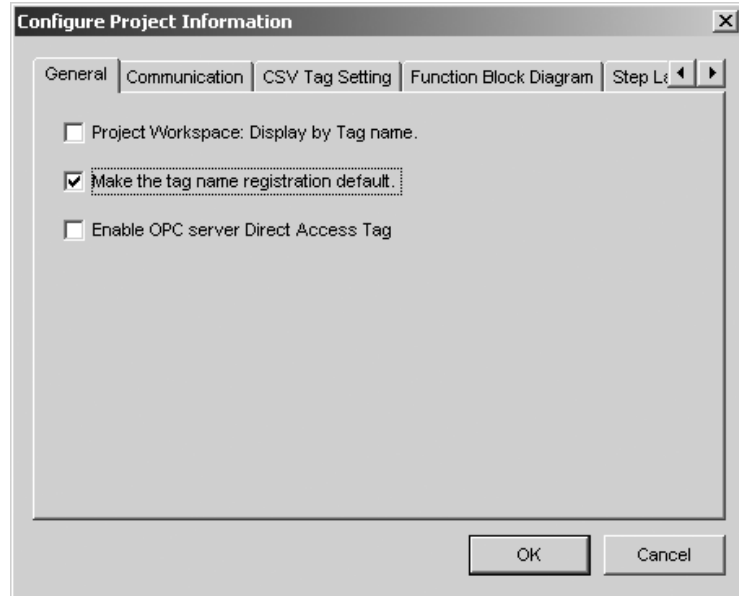 Configure Project Information
General Communication CSV Tag Setting Function Block Diagram Step
Project Workspace: Display by Tag name.
Make the tag name registration default.
Enable OPC server Direct Access Tag
OK Cancel